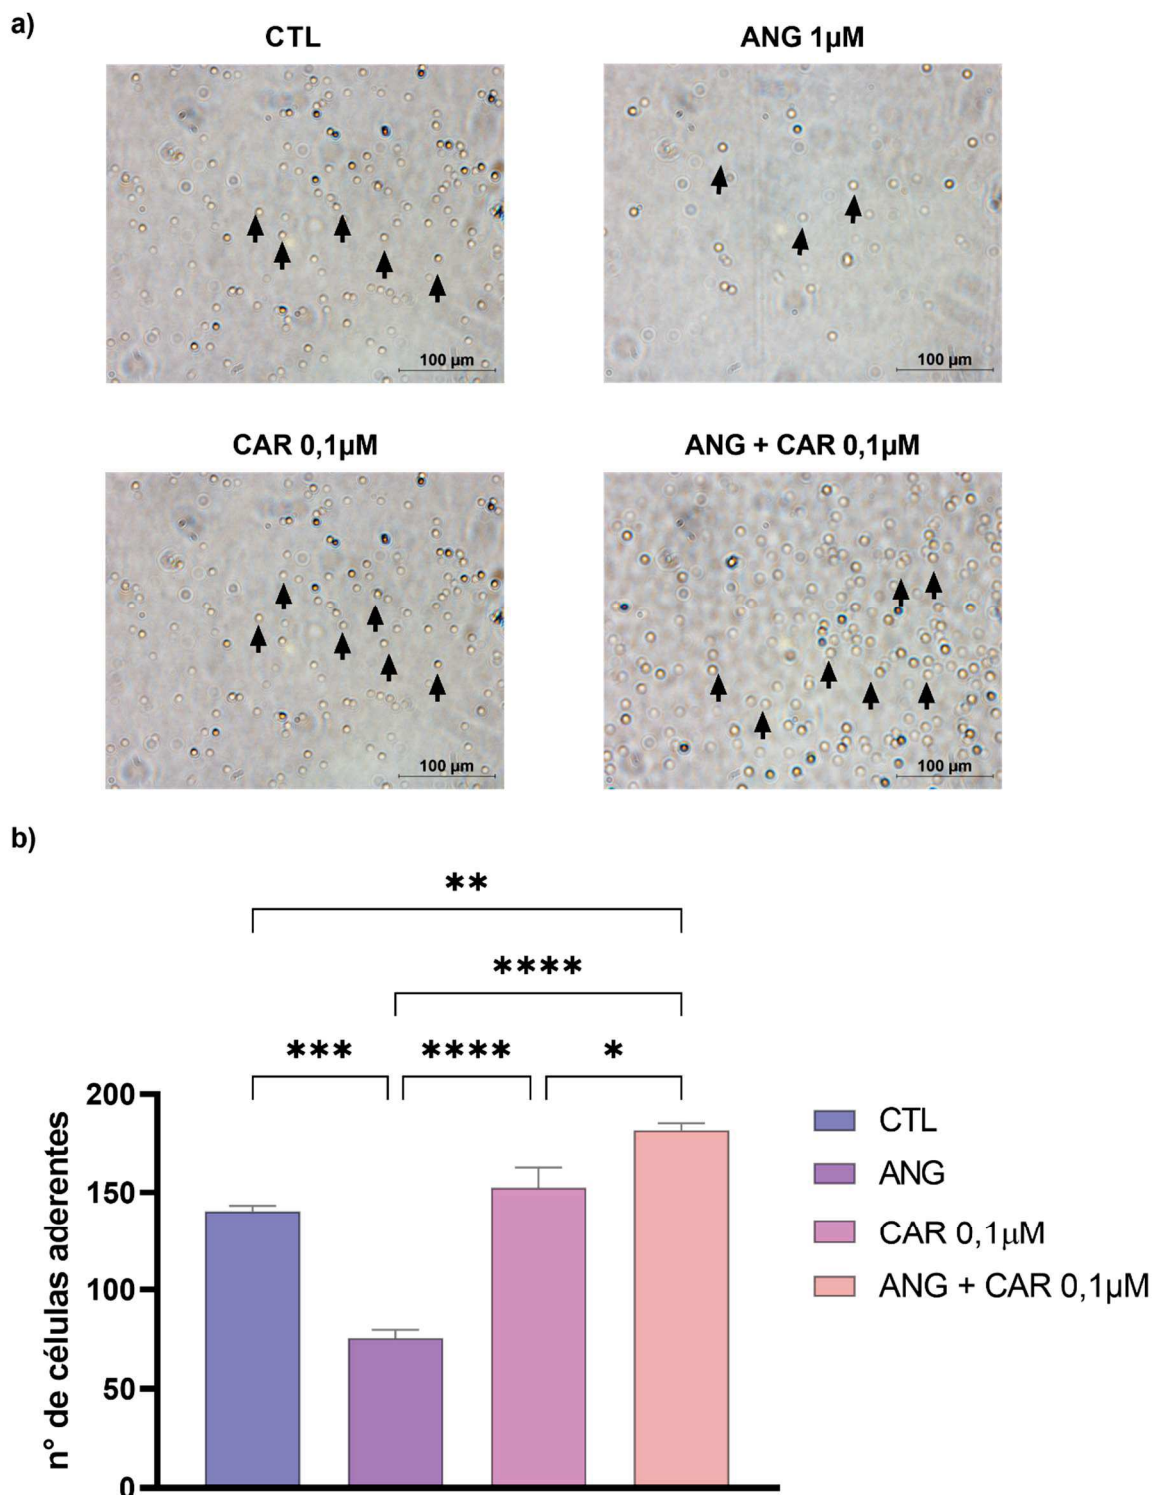 a)
CTL
ANG 1µM
100 µm
100 µm
CAR 0,1µM
ANG + CAR 0,1µM
100 µm
100 µm
b)
**
****
***
****
*
n° de células aderentes
200
150
100
50
0
CTL
ANG
CAR 0,1µM
ANG + CAR 0,1µM